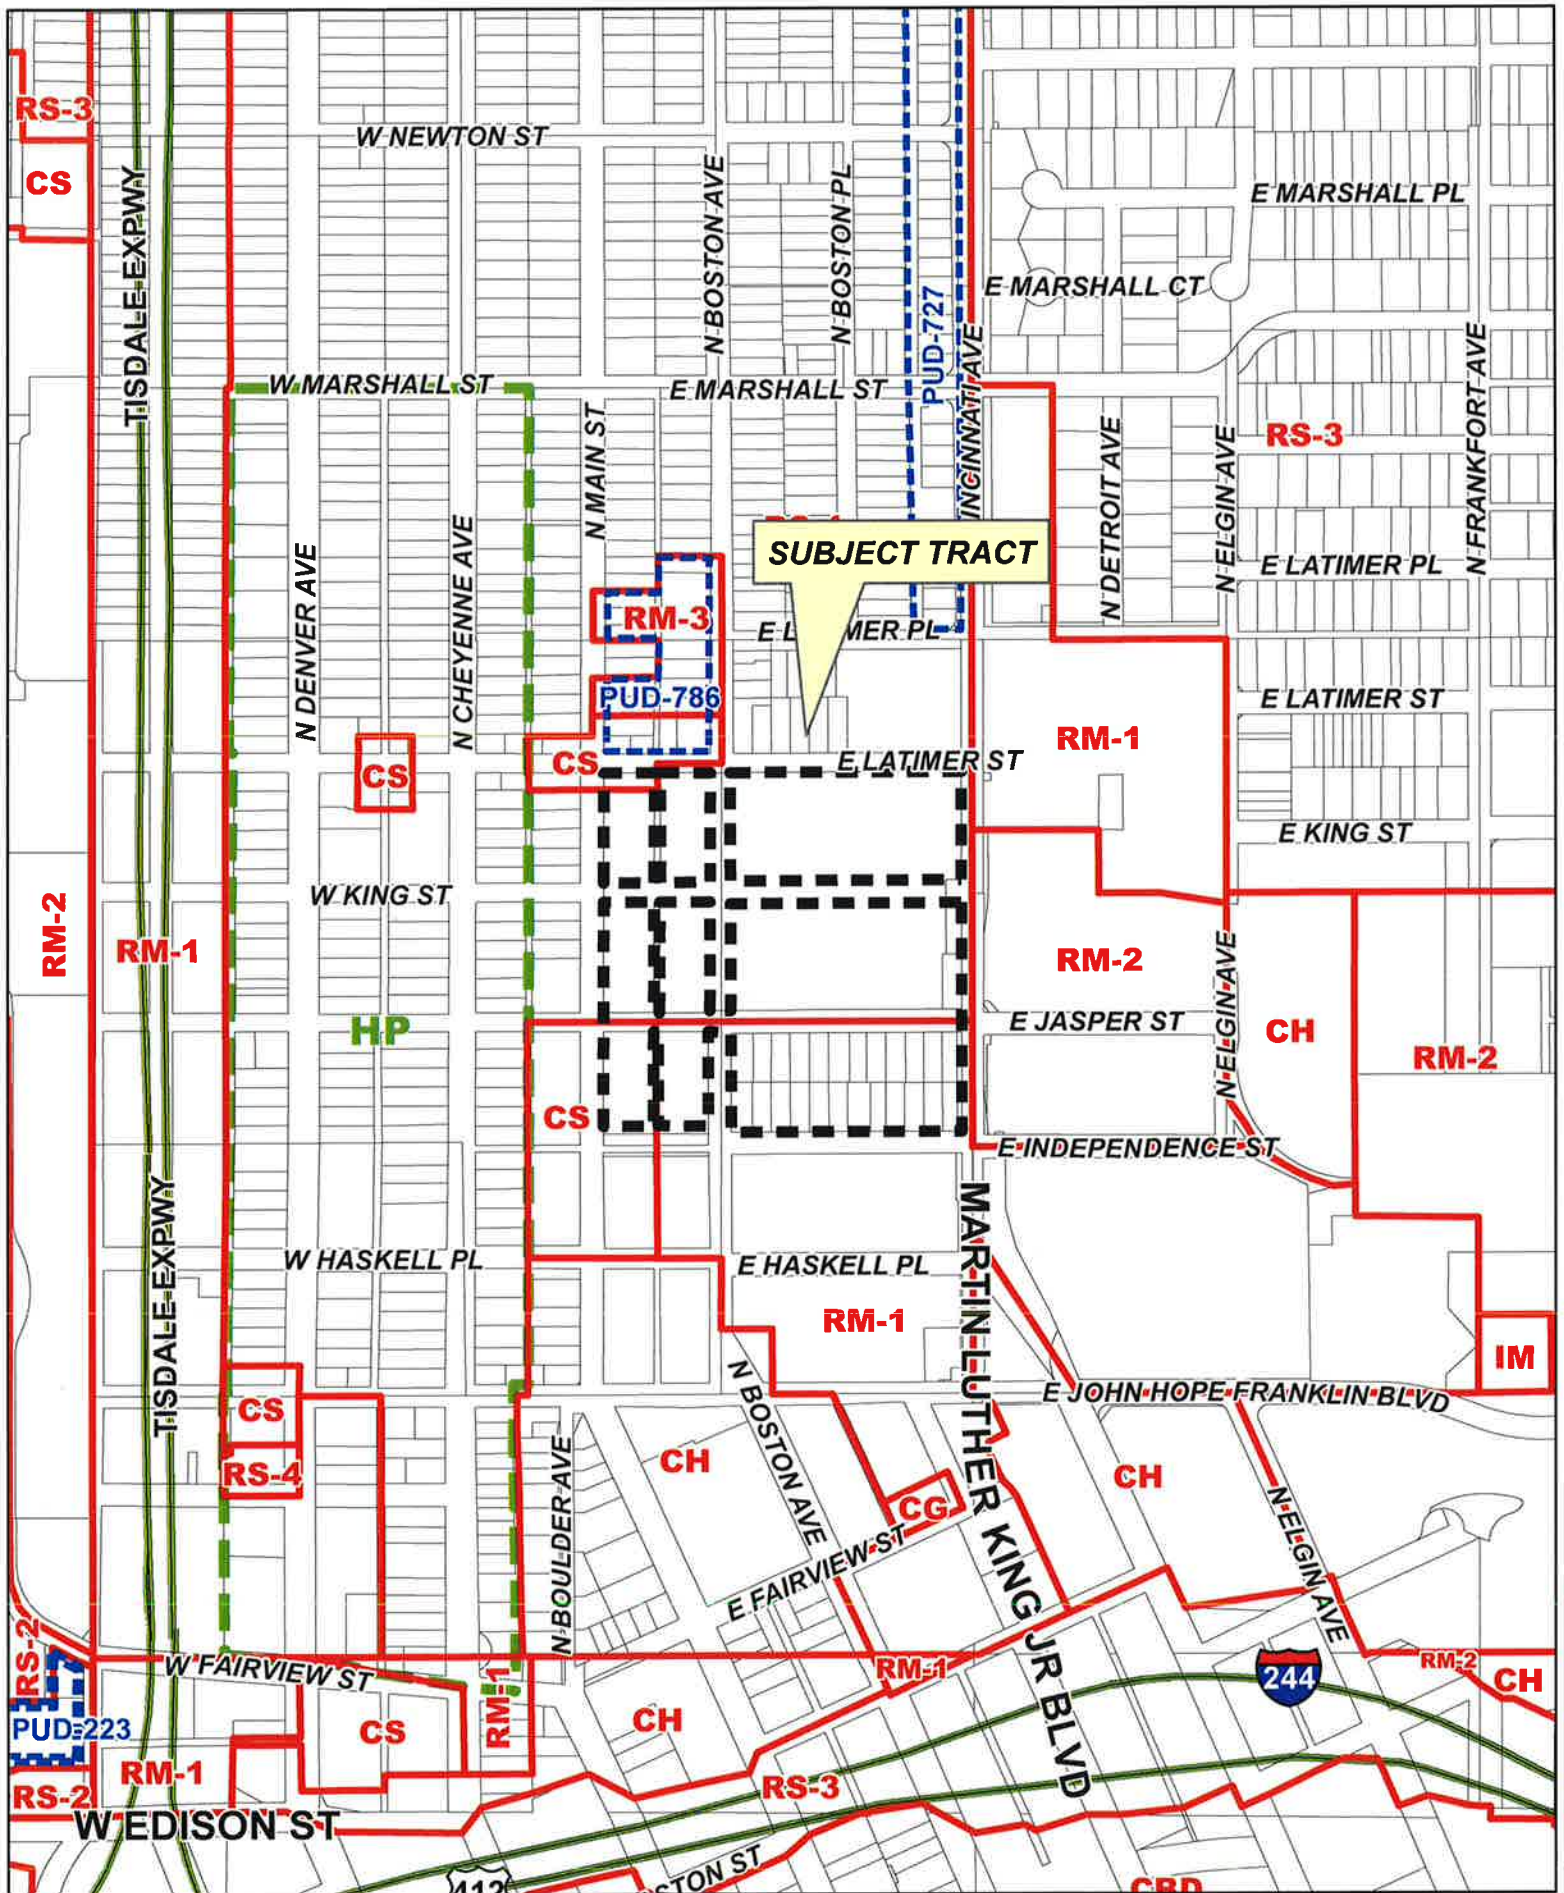 RS-3
W NEWTON ST
CS
TISDALE EXPWY
N BOSTON AVE
N BOSTON PL
E MARSHALL PL
E MARSHALL CT
PUD-727
W MARSHALL ST
E MARSHALL ST
N FRANKFORT AVE
N MAIN ST
N DETROIT AVE
N ELGIN AVE
RS-3
SUBJECT TRACT
N DENVER AVE
N CHEYENNE AVE
E LATIMER PL
RM-3
PUD-786
E LATIMER ST
CS
CS
E LATIMER ST
RM-1
E KING ST
W KING ST
RM-2
RM-1
RM-2
N ELGIN AVE
HP
E JASPER ST
CH
RM-2
CS
E INDEPENDENCE ST
TISDALE EXPWY
W HASKELL PL
E HASKELL PL
MARTIN LUTHER KING JR BLVD
RM-1
IM
N BOSTON AVE
E JOHN HOPE FRANKLIN BLVD
CS
RS-4
N BOULDER AVE
CH
CG
CH
N ELGIN AVE
E FAIRVIEW ST
RS-2
W FAIRVIEW ST
RM-1
RM-1
244
RM-2
CH
PUD-223
CS
CH
RM-1
RS-2
RS-3
W EDISON ST
412
STON ST
CBD